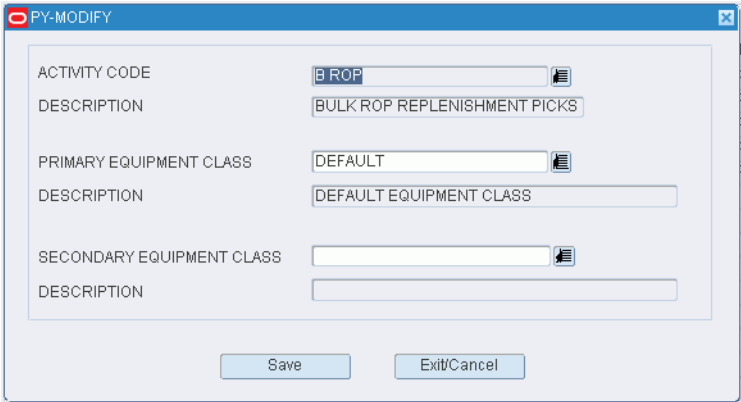 PY-MODIFY
ACTIVITY CODE B ROP
DESCRIPTION BULK ROP REPLENISHMENT PICKS
PRIMARY EQUIPMENT CLASS DEFAULT
DESCRIPTION DEFAULT EQUIPMENT CLASS
SECONDARY EQUIPMENT CLASS
DESCRIPTION
Save Exit/Cancel